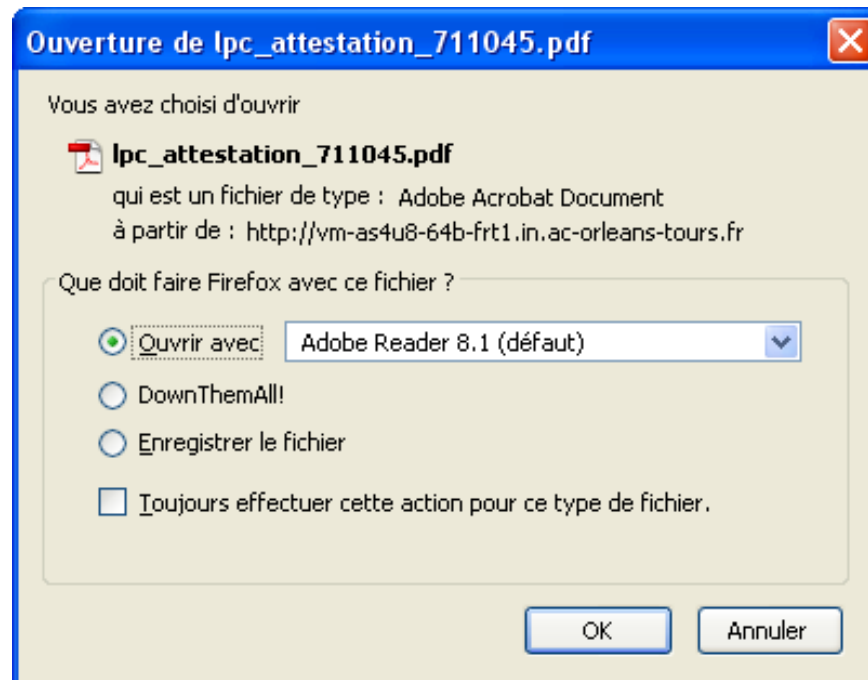 Ouverture de lpc_attestation_711045.pdf
Vous avez choisi d'ouvrir
lpc_attestation_711045.pdf
qui est un fichier de type : Adobe Acrobat Document
à partir de : http://vm-as4u8-64b-frt1.in.ac-orleans-tours.fr
Que doit faire Firefox avec ce fichier ?
Ouvrir avec Adobe Reader 8.1 (défaut)
DownThemAll!
Enregistrer le fichier
Toujours effectuer cette action pour ce type de fichier.
OK Annuler